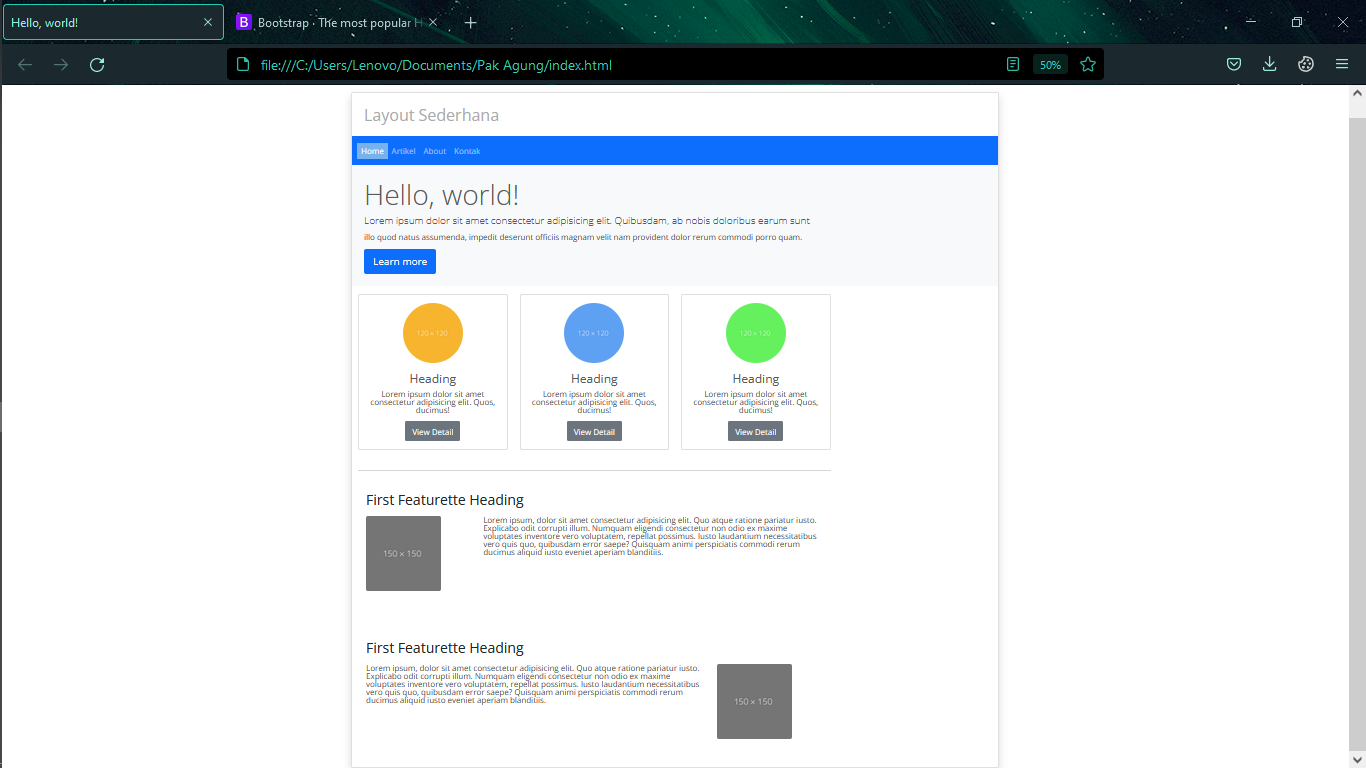 Hello, world!
Bootstrap · The most popular H
file:///C:/Users/Lenovo/Documents/Pak Agung/index.html
50%
Layout Sederhana
Home Artikel About Kontak
Hello, world!
Lorem ipsum dolor sit amet consectetur adipisicing elit. Quibusdam, ab nobis doloribus earum sunt
illo quod natus assumenda, impedit deserunt officiis magnam velit nam provident dolor rerum commodi porro quam.
Learn more
120 × 120
Heading
Lorem ipsum dolor sit amet
consectetur adipisicing elit. Quos,
ducimus!
View Detail
120 × 120
Heading
Lorem ipsum dolor sit amet
consectetur adipisicing elit. Quos,
ducimus!
View Detail
120 × 120
Heading
Lorem ipsum dolor sit amet
consectetur adipisicing elit. Quos,
ducimus!
View Detail
First Featurette Heading
150 × 150
Lorem ipsum, dolor sit amet consectetur adipisicing elit. Quo atque ratione pariatur iusto.
Explicabo odit corrupti illum. Numquam eligendi consectetur non odio ex maxime
voluptates inventore vero voluptatem, repellat possimus. Iusto laudantium necessitatibus
vero quis quo, quibusdam error saepe? Quisquam animi perspiciatis commodi rerum
ducimus aliquid iusto eveniet aperiam blanditiis.
First Featurette Heading
Lorem ipsum, dolor sit amet consectetur adipisicing elit. Quo atque ratione pariatur iusto.
Explicabo odit corrupti illum. Numquam eligendi consectetur non odio ex maxime
voluptates inventore vero voluptatem, repellat possimus. Iusto laudantium necessitatibus
vero quis quo, quibusdam error saepe? Quisquam animi perspiciatis commodi rerum
ducimus aliquid iusto eveniet aperiam blanditiis.
150 × 150